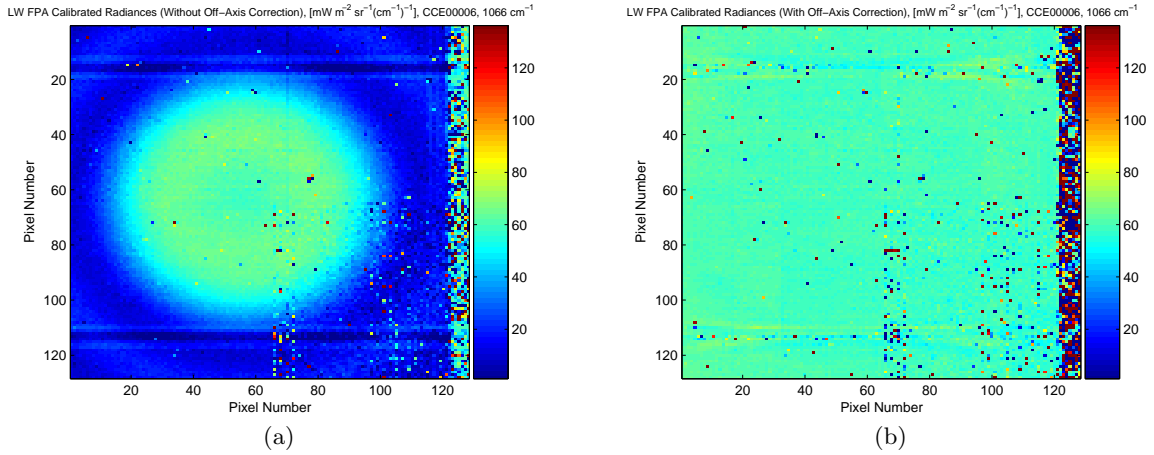 LW FPA Calibrated Radiances (Without Off−Axis Correction), [mW m−2 sr−1(cm−1)−1], CCE00006, 1066 cm−1
20
40
60
80
100
120
Pixel Number
20 40 60 80 100 120
Pixel Number
120
100
80
60
40
20
(a)
LW FPA Calibrated Radiances (With Off−Axis Correction), [mW m−2 sr−1(cm−1)−1], CCE00006, 1066 cm−1
20
40
60
80
100
120
Pixel Number
20 40 60 80 100 120
Pixel Number
120
100
80
60
40
20
(b)